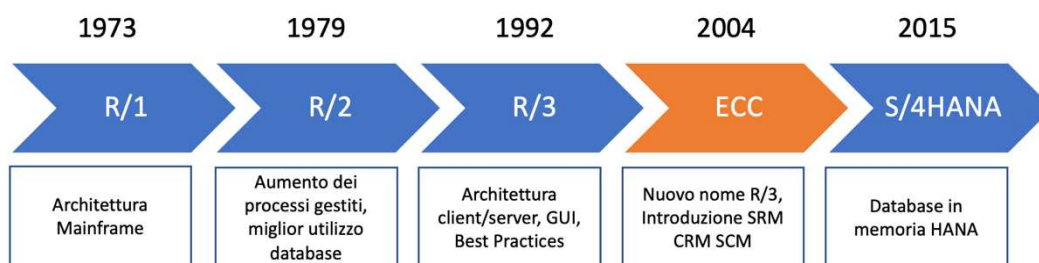 1973
1979
1992
2004
2015
R/1
R/2
R/3
ECC
S/4HANA
Architettura
Mainframe
Aumento dei
processi gestiti,
miglior utilizzo
database
Architettura
client/server, GUI,
Best Practices
Nuovo nome R/3,
Introduzione SRM
CRM SCM
Database in
memoria HANA